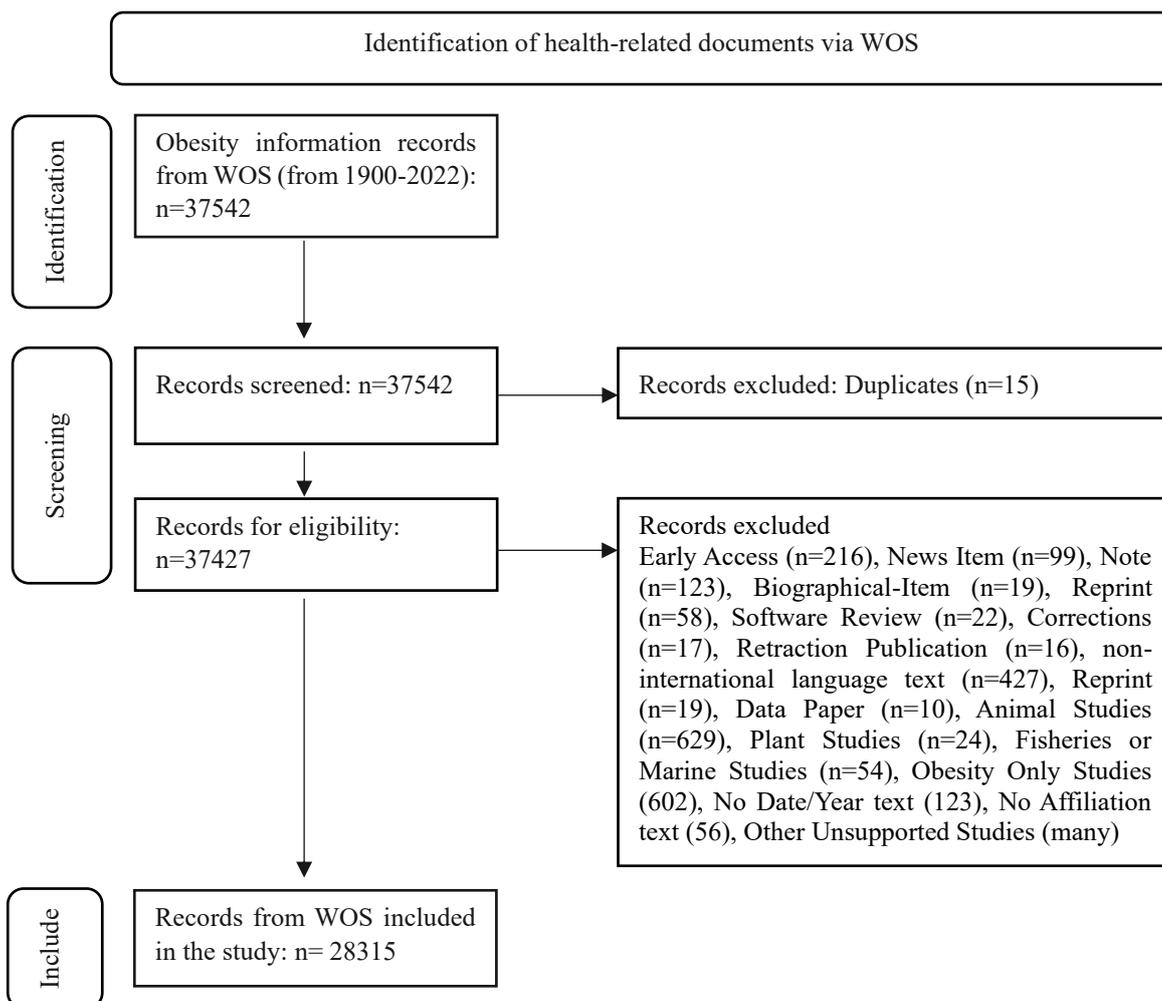 Identification of health-related documents via WOS
Identification
Obesity information records
from WOS (from 1900-2022):
n=37542
Screening
Records screened: n=37542
Records excluded: Duplicates (n=15)
Records for eligibility:
n=37427
Records excluded
Early Access (n=216), News Item (n=99), Note
(n=123), Biographical-Item (n=19), Reprint
(n=58), Software Review (n=22), Corrections
(n=17), Retraction Publication (n=16), non-
international language text (n=427), Reprint
(n=19), Data Paper (n=10), Animal Studies
(n=629), Plant Studies (n=24), Fisheries or
Marine Studies (n=54), Obesity Only Studies
(602), No Date/Year text (123), No Affiliation
text (56), Other Unsupported Studies (many)
Include
Records from WOS included
in the study: n= 28315